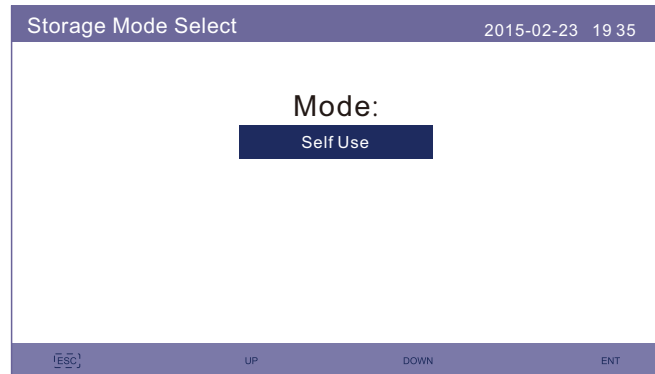 Storage Mode Select 2015-02-23 19 35
Mode:
Self Use
ESC UP DOWN ENT